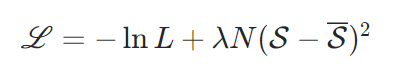 ℒ = − ln L + λN(𝒮 − 𝒮̅)²